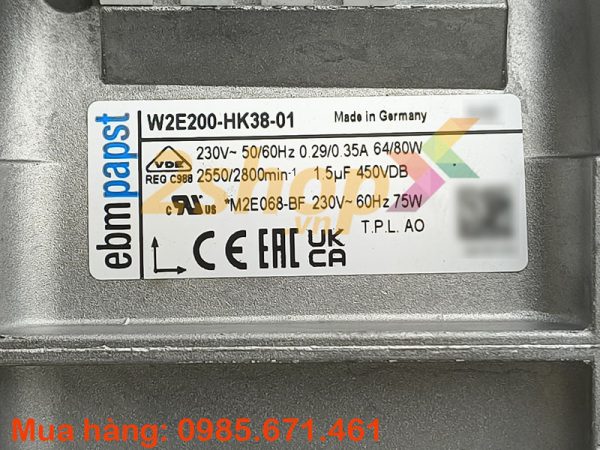 ebmpapst
W2E200-HK38-01 Made in Germany
VDE
REG C988
230V~ 50/60Hz 0.29/0.35A 64/80W
2550/2800min-1 1.5µF 450VDB
c RU US *M2E068-BF 230V~ 60Hz 75W
T.P.L. AO
CE EAC UK CA
2shop
.vn
Mua hàng: 0985.671.461